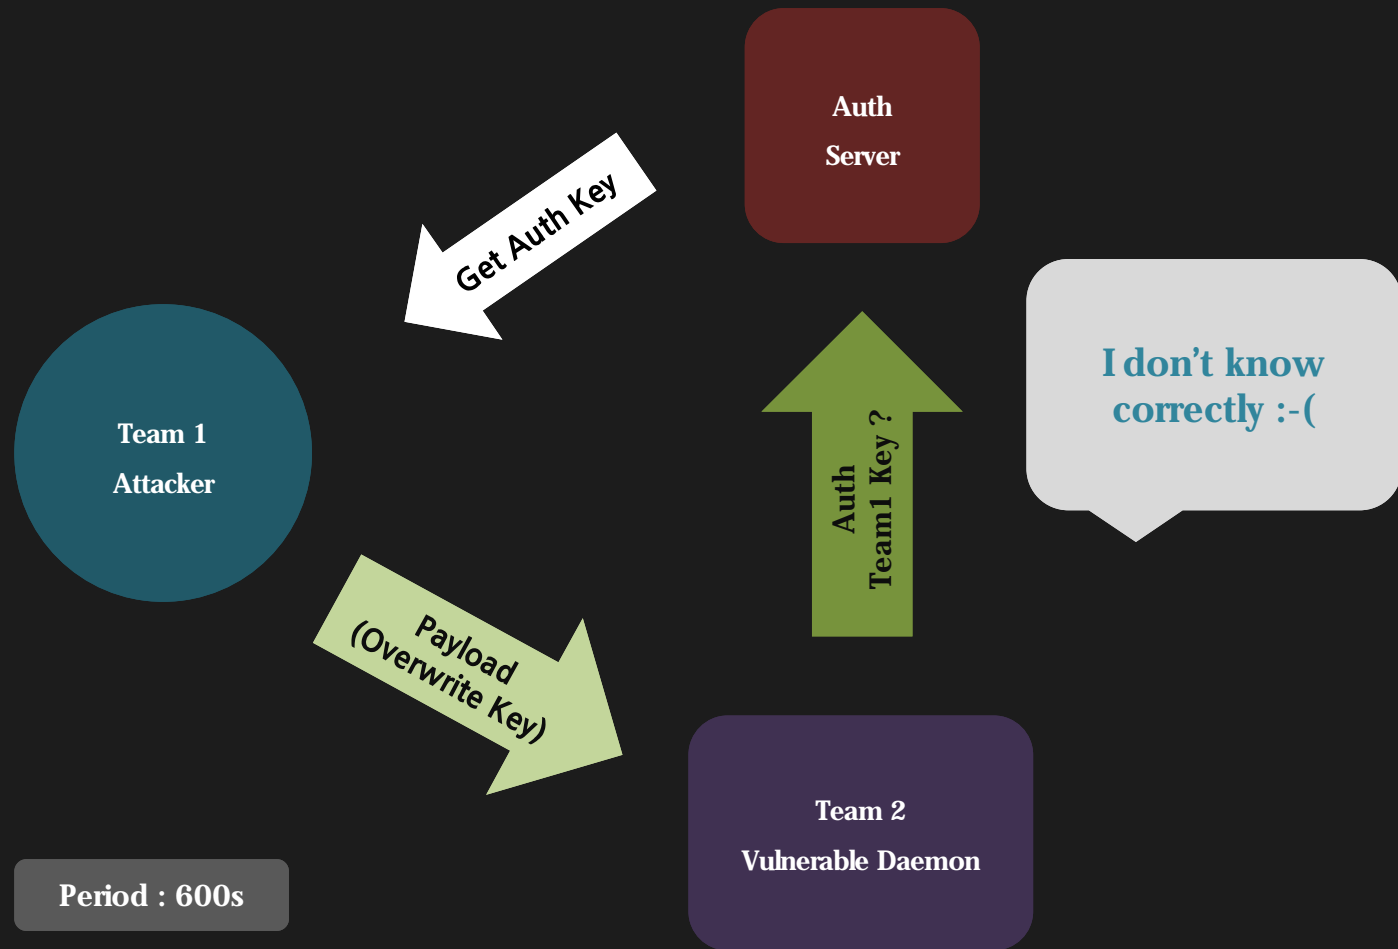 Auth
Server
Get Auth Key
I don't know
correctly :-(
Team 1
Attacker
Auth
Team1 Key ?
Payload
(Overwrite Key)
Team 2
Vulnerable Daemon
Period : 600s